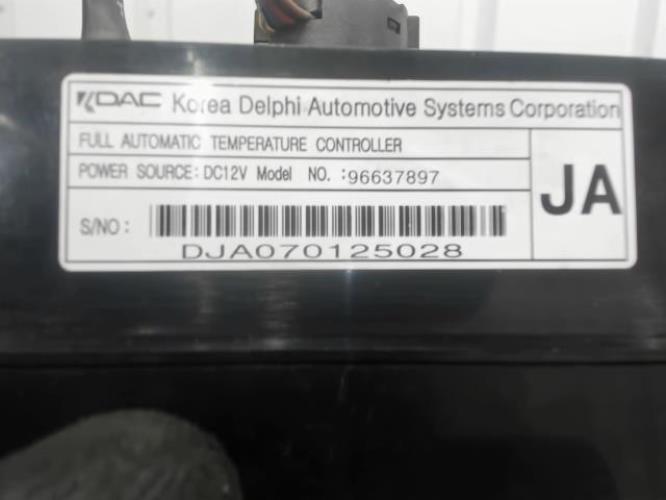 KDAC Korea Delphi Automotive Systems Corporation
FULL AUTOMATIC TEMPERATURE CONTROLLER
POWER SOURCE: DC12V Model NO. :96637897
JA
S/NO :
DJA070125028